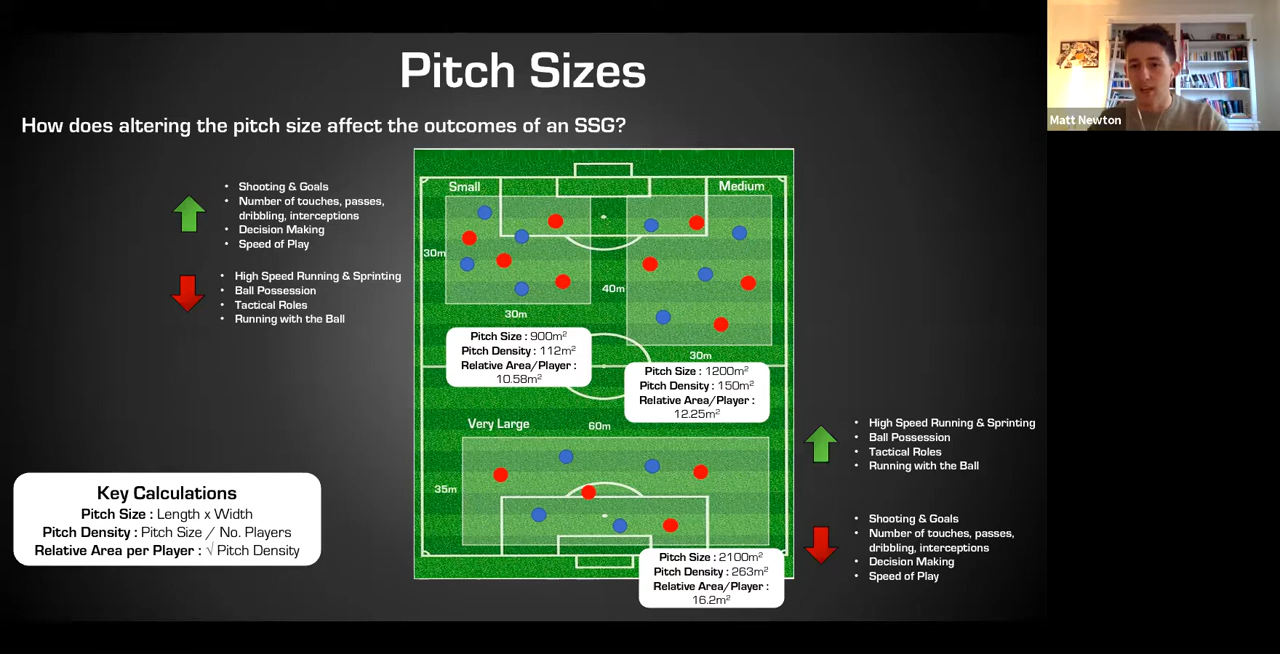 Pitch Sizes
How does altering the pitch size affect the outcomes of an SSG?
Matt Newton
• Shooting & Goals
• Number of touches, passes,
dribbling, interceptions
• Decision Making
• Speed of Play
• High Speed Running & Sprinting
• Ball Possession
• Tactical Roles
• Running with the Ball
Small
30m
30m
Pitch Size : 900m²
Pitch Density : 112m²
Relative Area/Player :
10.58m²
Medium
40m
30m
Pitch Size : 1200m²
Pitch Density : 150m²
Relative Area/Player :
12.25m²
Very Large
60m
35m
Pitch Size : 2100m²
Pitch Density : 263m²
Relative Area/Player :
16.2m²
• High Speed Running & Sprinting
• Ball Possession
• Tactical Roles
• Running with the Ball
• Shooting & Goals
• Number of touches, passes,
dribbling, interceptions
• Decision Making
• Speed of Play
Key Calculations
Pitch Size : Length x Width
Pitch Density : Pitch Size / No. Players
Relative Area per Player : √ Pitch Density